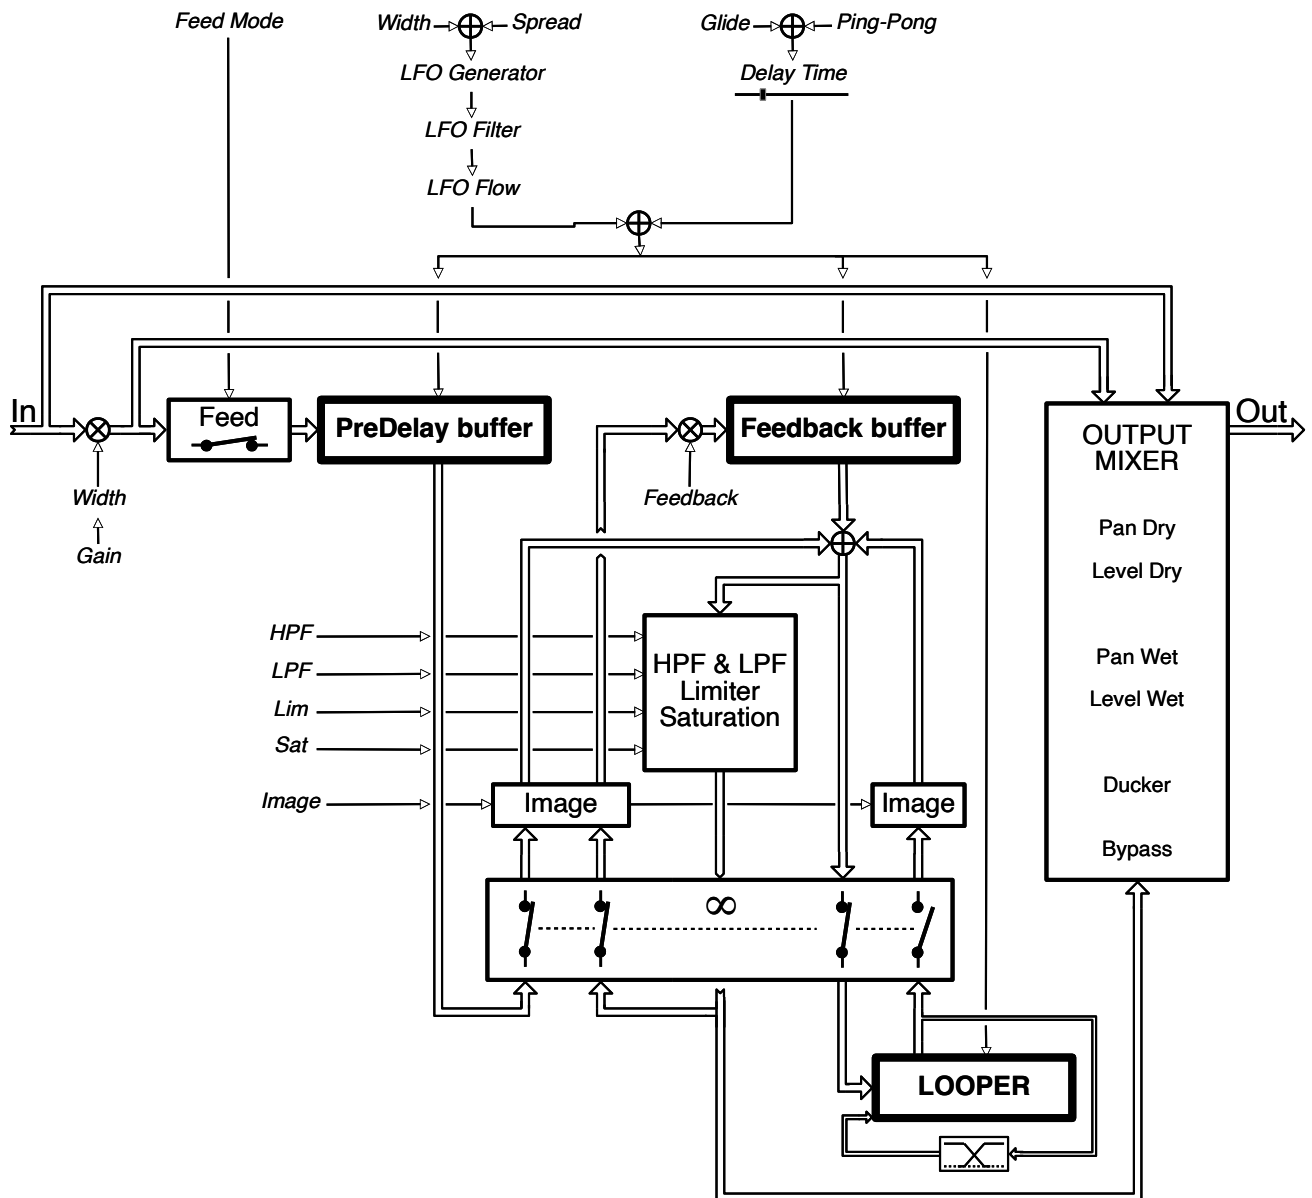 Feed Mode
Width
Spread
Glide
Ping-Pong
LFO Generator
Delay Time
LFO Filter
LFO Flow
In
Feed
PreDelay buffer
Feedback buffer
Out
OUTPUT
MIXER
Width
Feedback
Gain
Pan Dry
Level Dry
HPF
LPF
Lim
Sat
HPF & LPF
Limiter
Saturation
Pan Wet
Level Wet
Image
Image
Image
Ducker
Bypass
∞
LOOPER